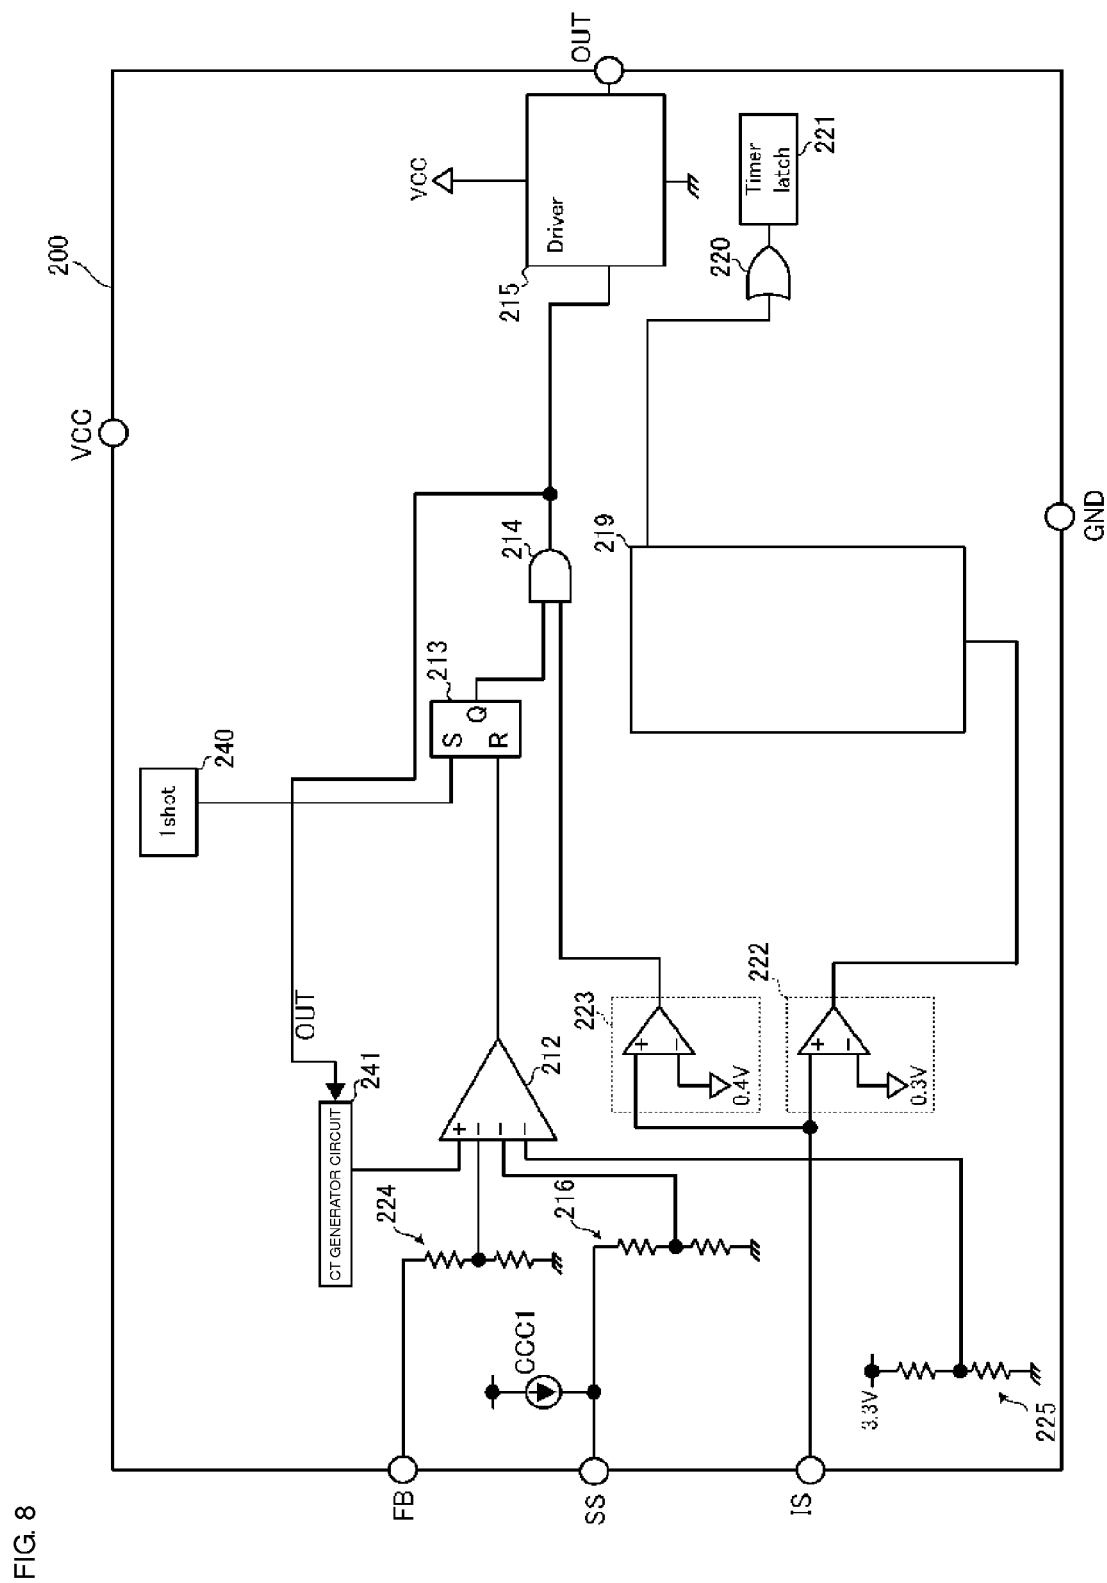 FIG. 8
200
VCC
OUT
VCC
Driver
215
Timer
latch
221
220
1shot
240
213
S
Q
R
214
219
GND
OUT
CT GENERATOR CIRCUIT
241
212
+
−
−
−
224
216
223
+
−
0.4V
222
+
−
0.3V
CCC1
FB
SS
IS
3.3V
225